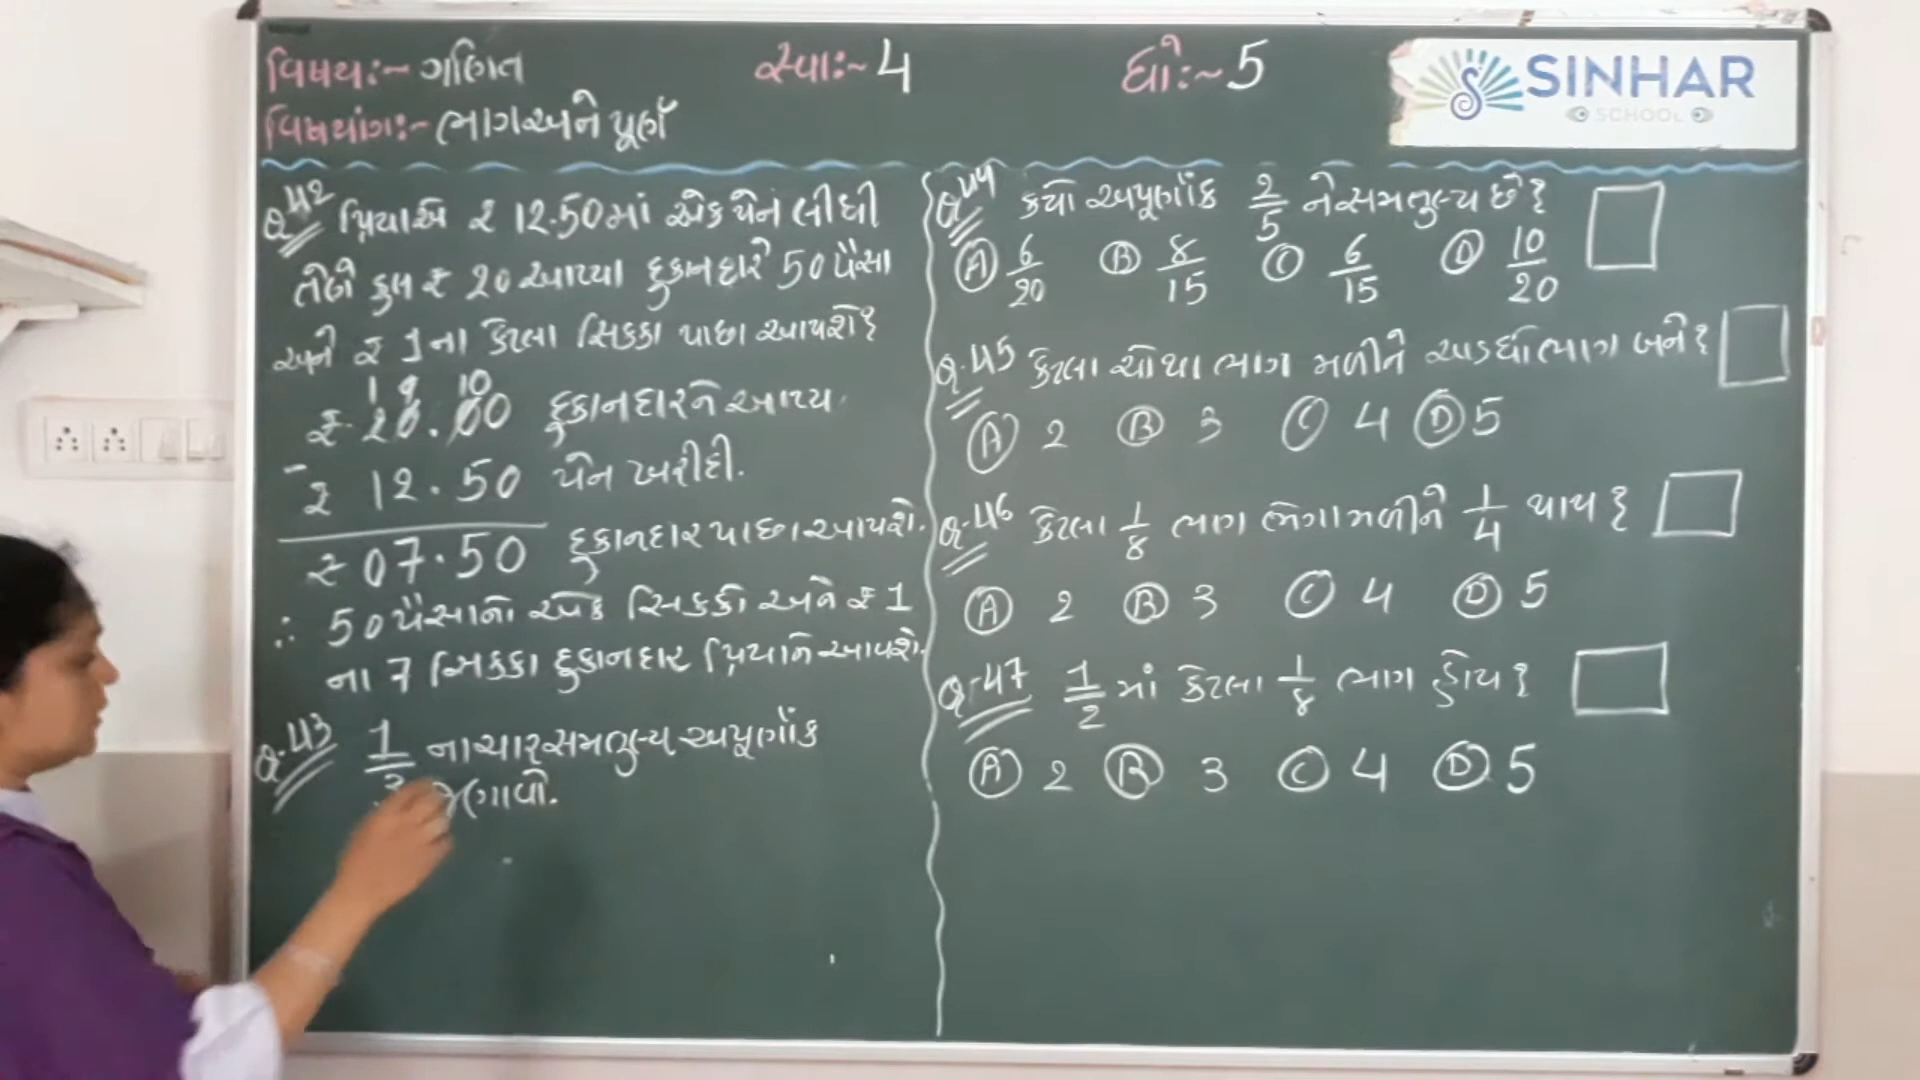 વિષય:~ ગણિત
સ્વા:~ 4
ધો:~ 5
SINHAR
SCHOOL
વિષયાંગ:~ ભાગ અને પૂર્ણ
Q.42 પ્રિયાએ ₹ 12.50 માં એક પેન લીધી
તેણે કુલ ₹ 20 આપ્યા દુકાનદારે 50 પૈસા
અને ₹ 1 ના કેટલા સિક્કા પાછા આપશે?
1 9 10
₹ 20.00 દુકાનદારને આપ્યા.
- ₹ 12.50 પેન ખરીદી.
₹ 07.50 દુકાનદાર પાછા આપશે.
∴ 50 પૈસાનો એક સિક્કો અને ₹ 1
ના 7 સિક્કા દુકાનદાર પ્રિયાને આપશે.
Q.43 1/3 ના ચાર સમતુલ્ય અપૂર્ણાંક
જણાવો.
Q.44 કયો અપૂર્ણાંક 2/5 ને સમતુલ્ય છે?
A 6/20 B 8/15 C 6/15 D 10/20
Q.45 કેટલા ચોથા ભાગ મળીને અડધો ભાગ બને?
A 2 B 3 C 4 D 5
Q.46 કેટલા 1/8 ભાગ ભેગા મળીને 1/4 થાય?
A 2 B 3 C 4 D 5
Q.47 1/2 માં કેટલા 1/8 ભાગ હોય?
A 2 B 3 C 4 D 5